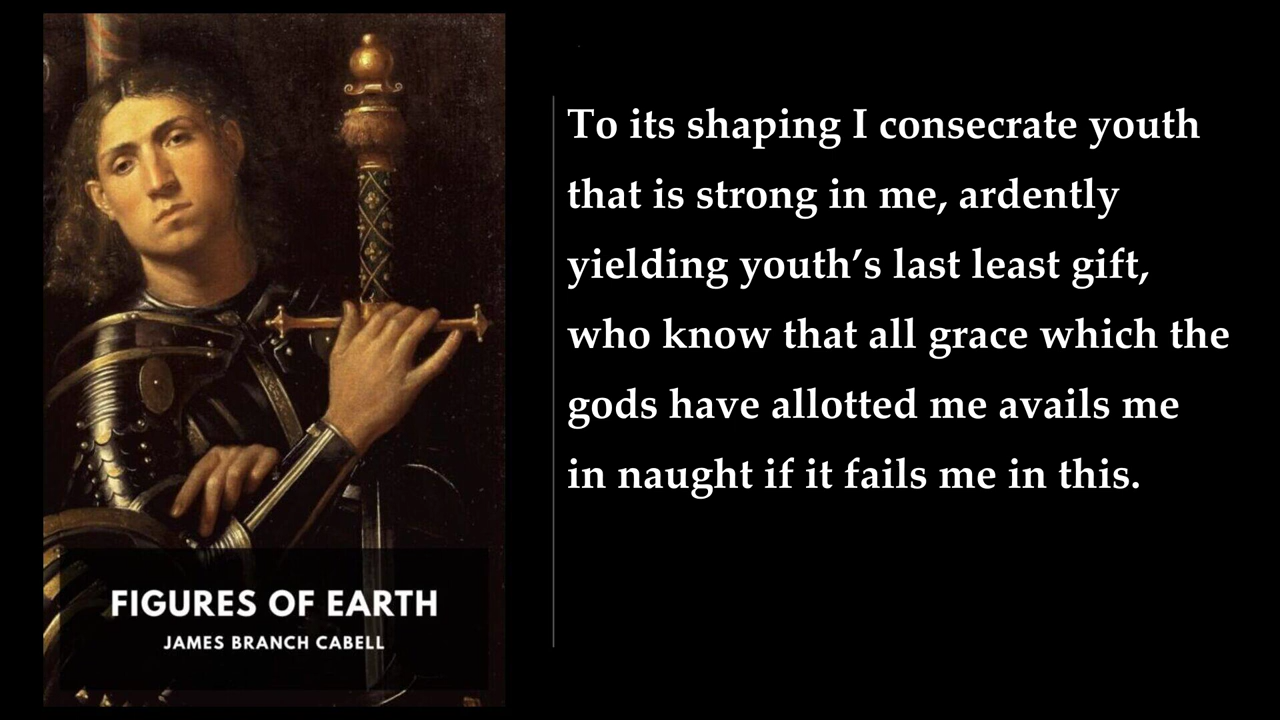 FIGURES OF EARTH
JAMES BRANCH CABELL
To its shaping I consecrate youth
that is strong in me, ardently
yielding youth’s last least gift,
who know that all grace which the
gods have allotted me avails me
in naught if it fails me in this.